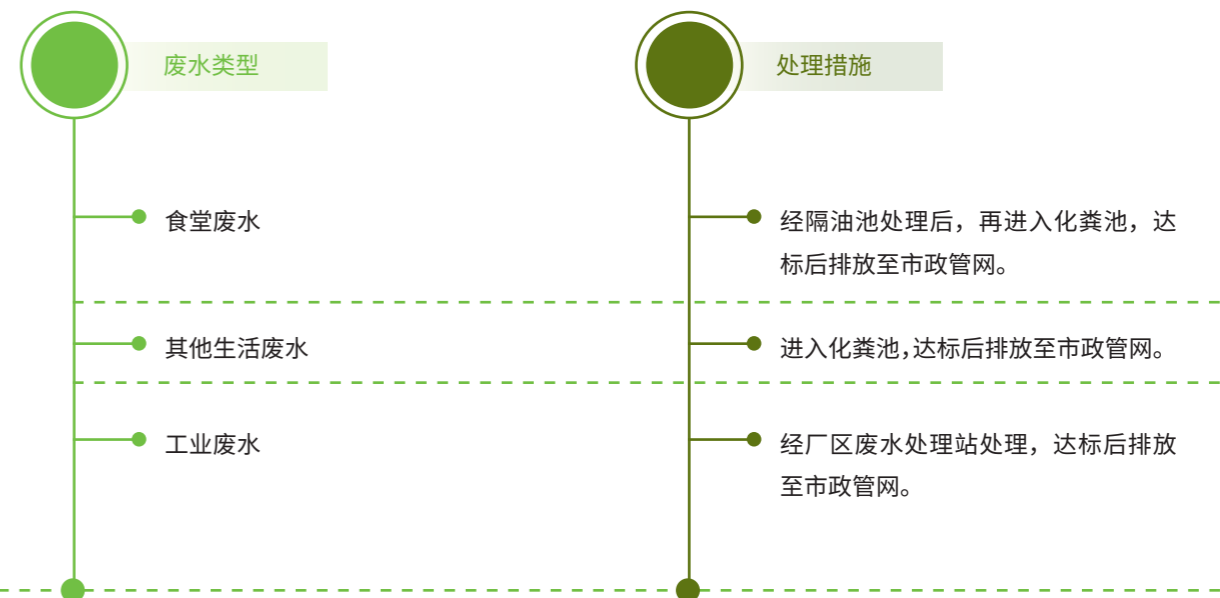 废水类型
处理措施
食堂废水
经隔油池处理后，再进入化粪池，达
标后排放至市政管网。
其他生活废水
进入化粪池，达标后排放至市政管网。
工业废水
经厂区废水处理站处理，达标后排放
至市政管网。